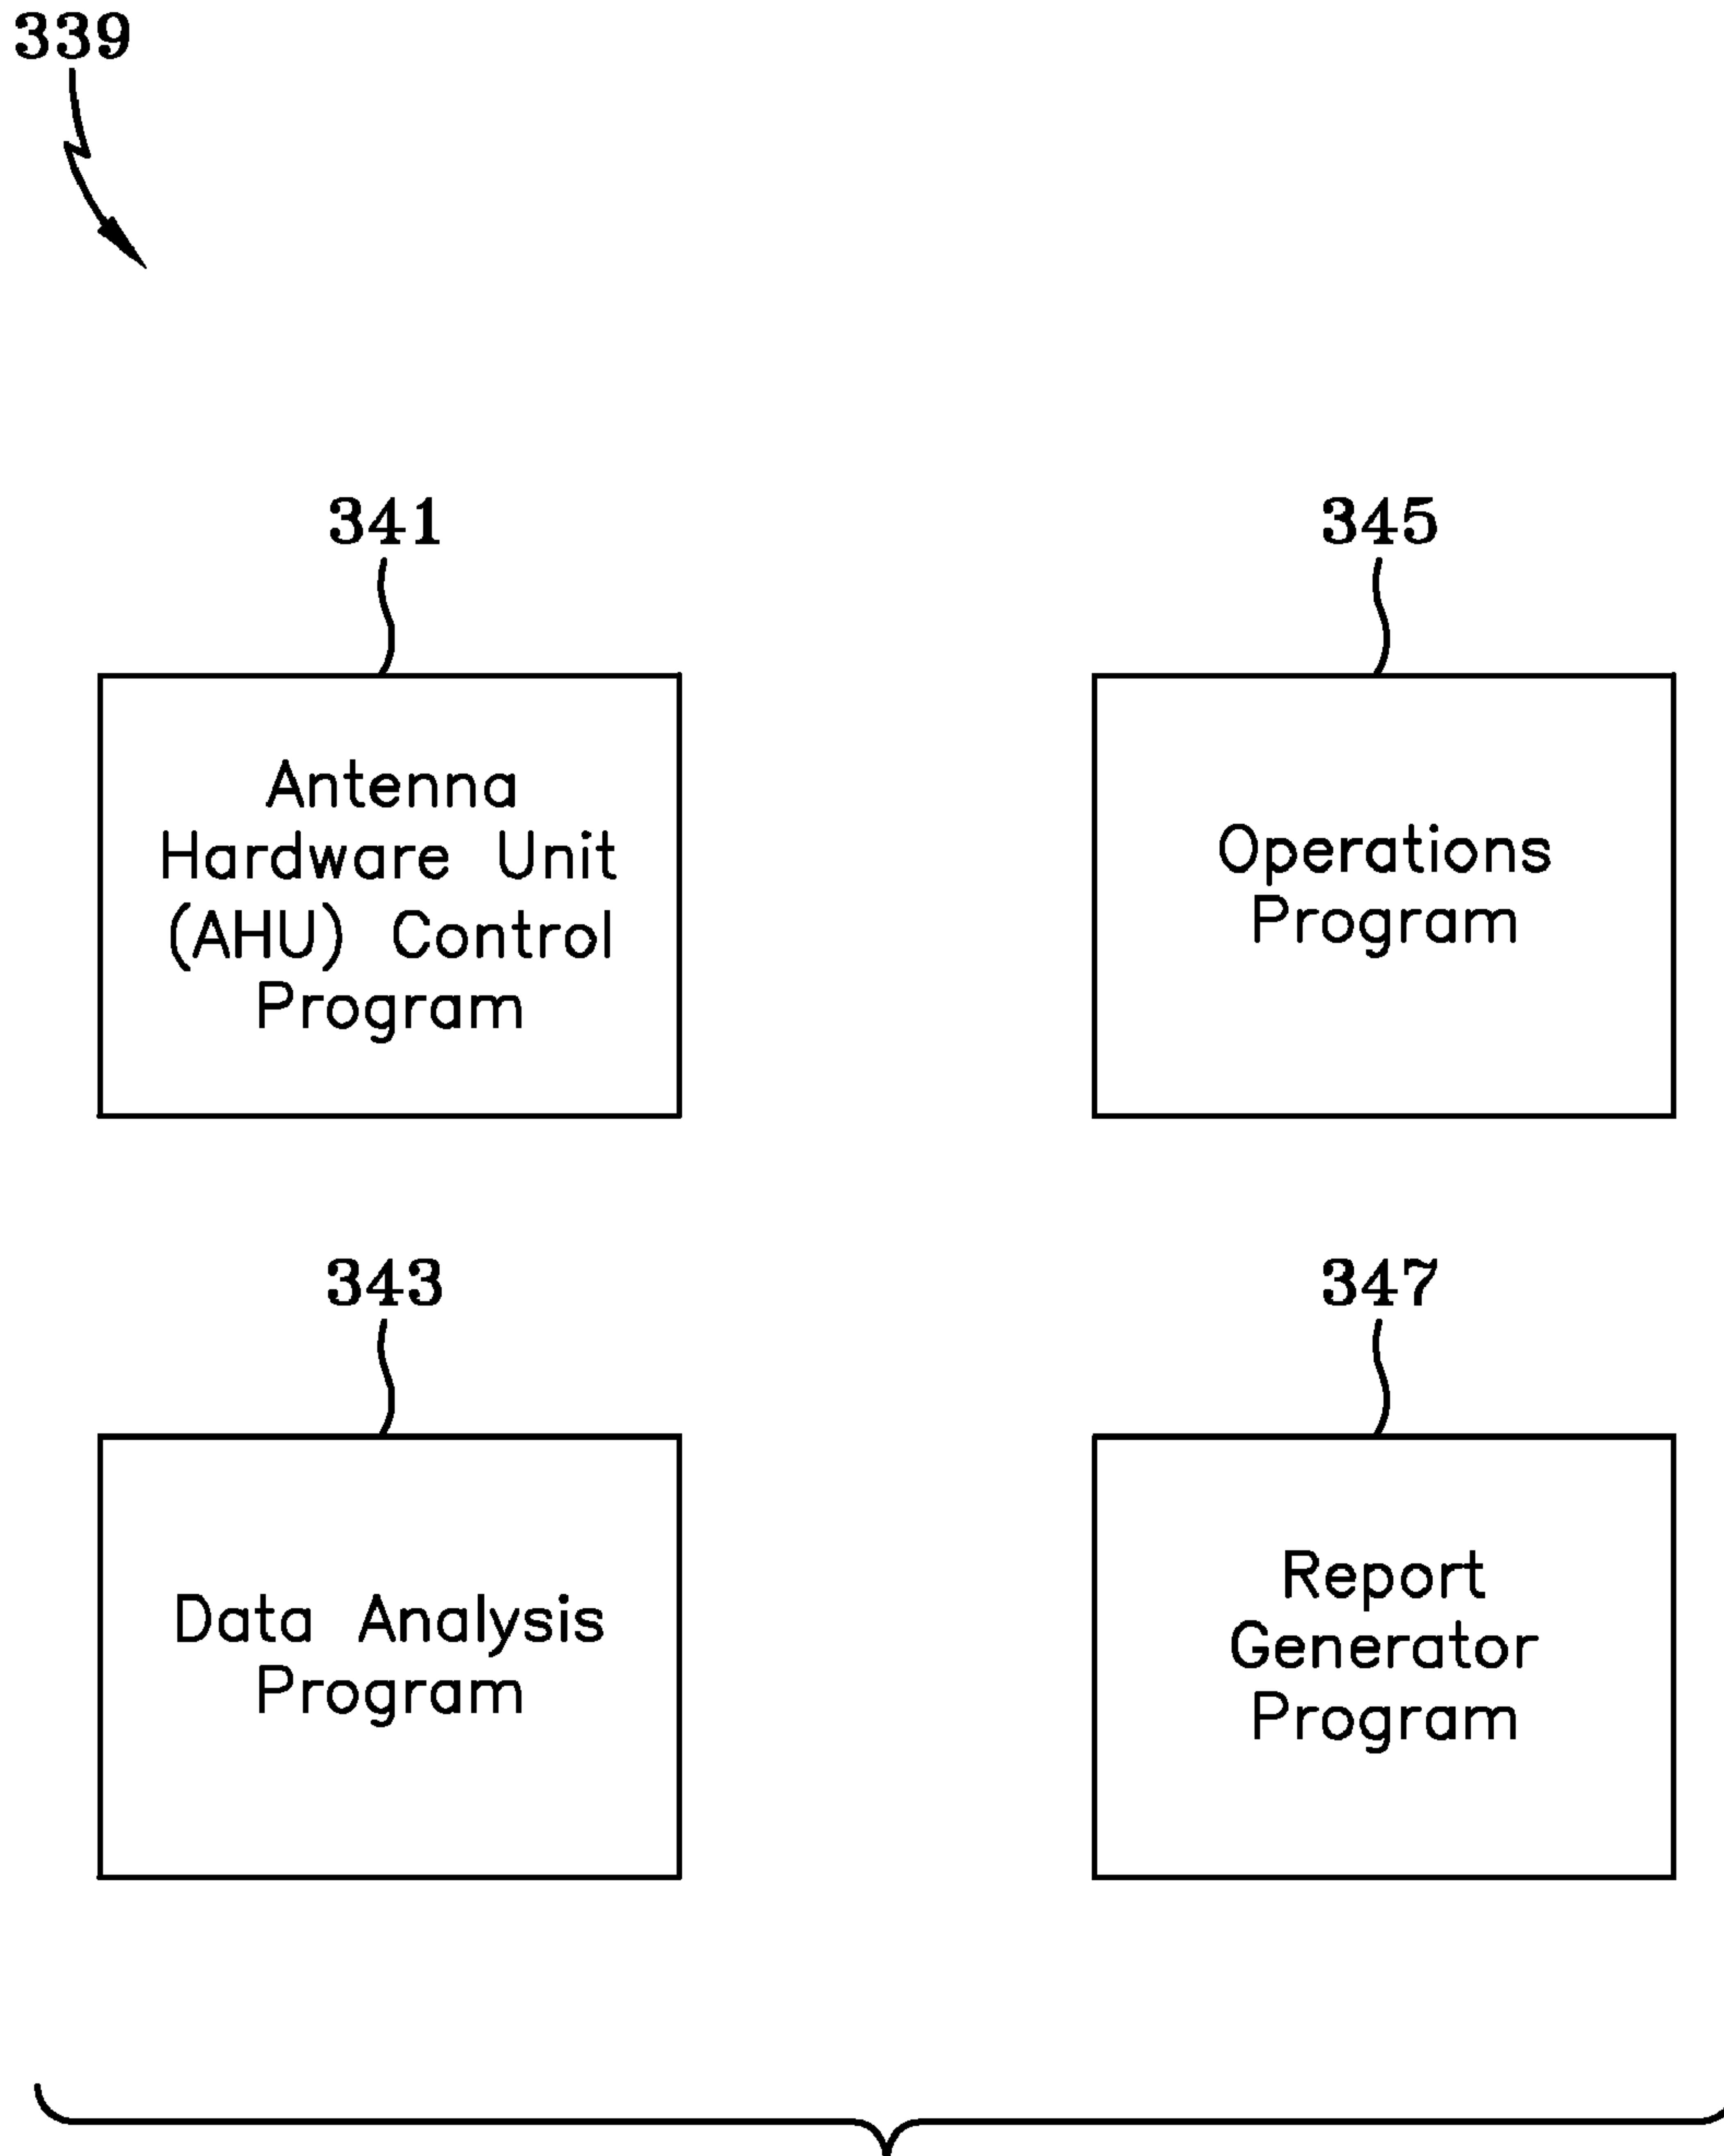 339
341
Antenna
Hardware Unit
(AHU) Control
Program
345
Operations
Program
343
Data Analysis
Program
347
Report
Generator
Program